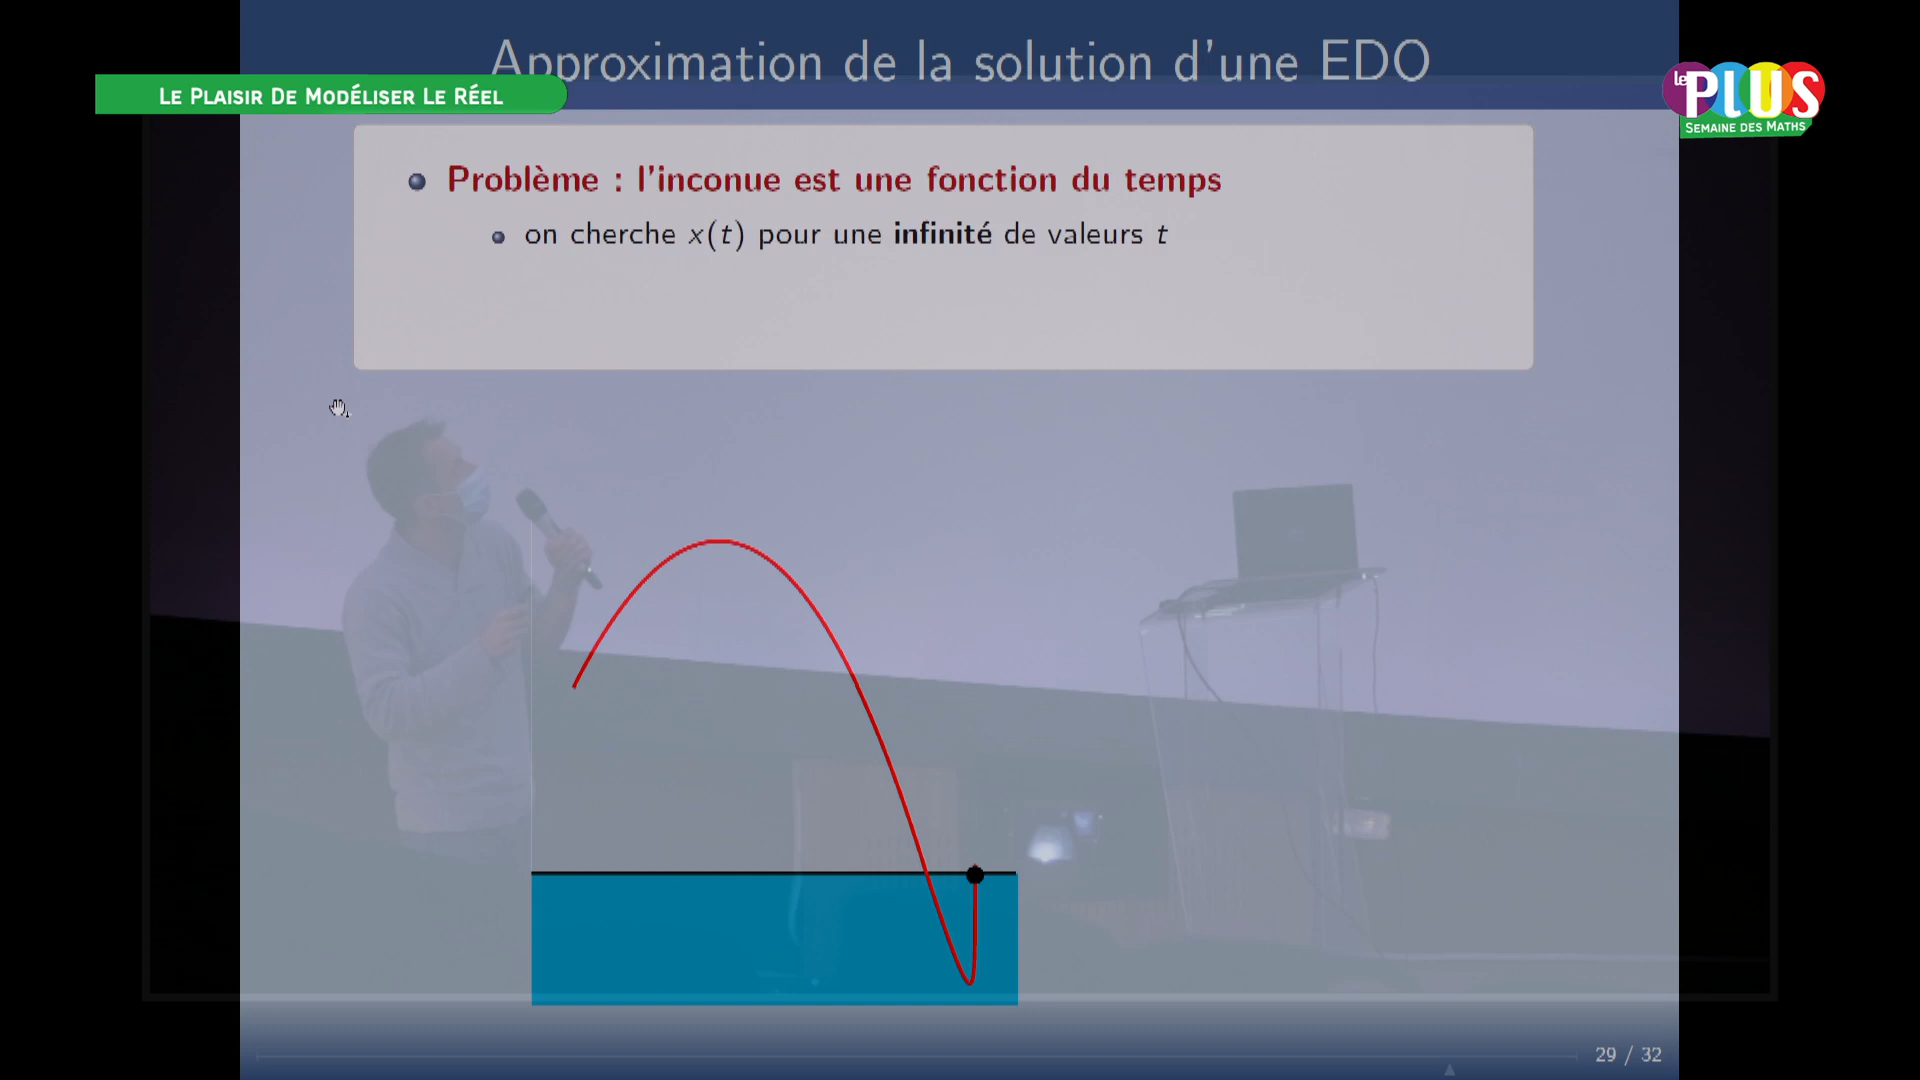 Approximation de la solution d'une EDO
Le Plaisir De Modéliser Le Réel
le PLUS
Semaine des Maths
Problème : l'inconue est une fonction du temps
on cherche x(t) pour une infinité de valeurs t
29 / 32